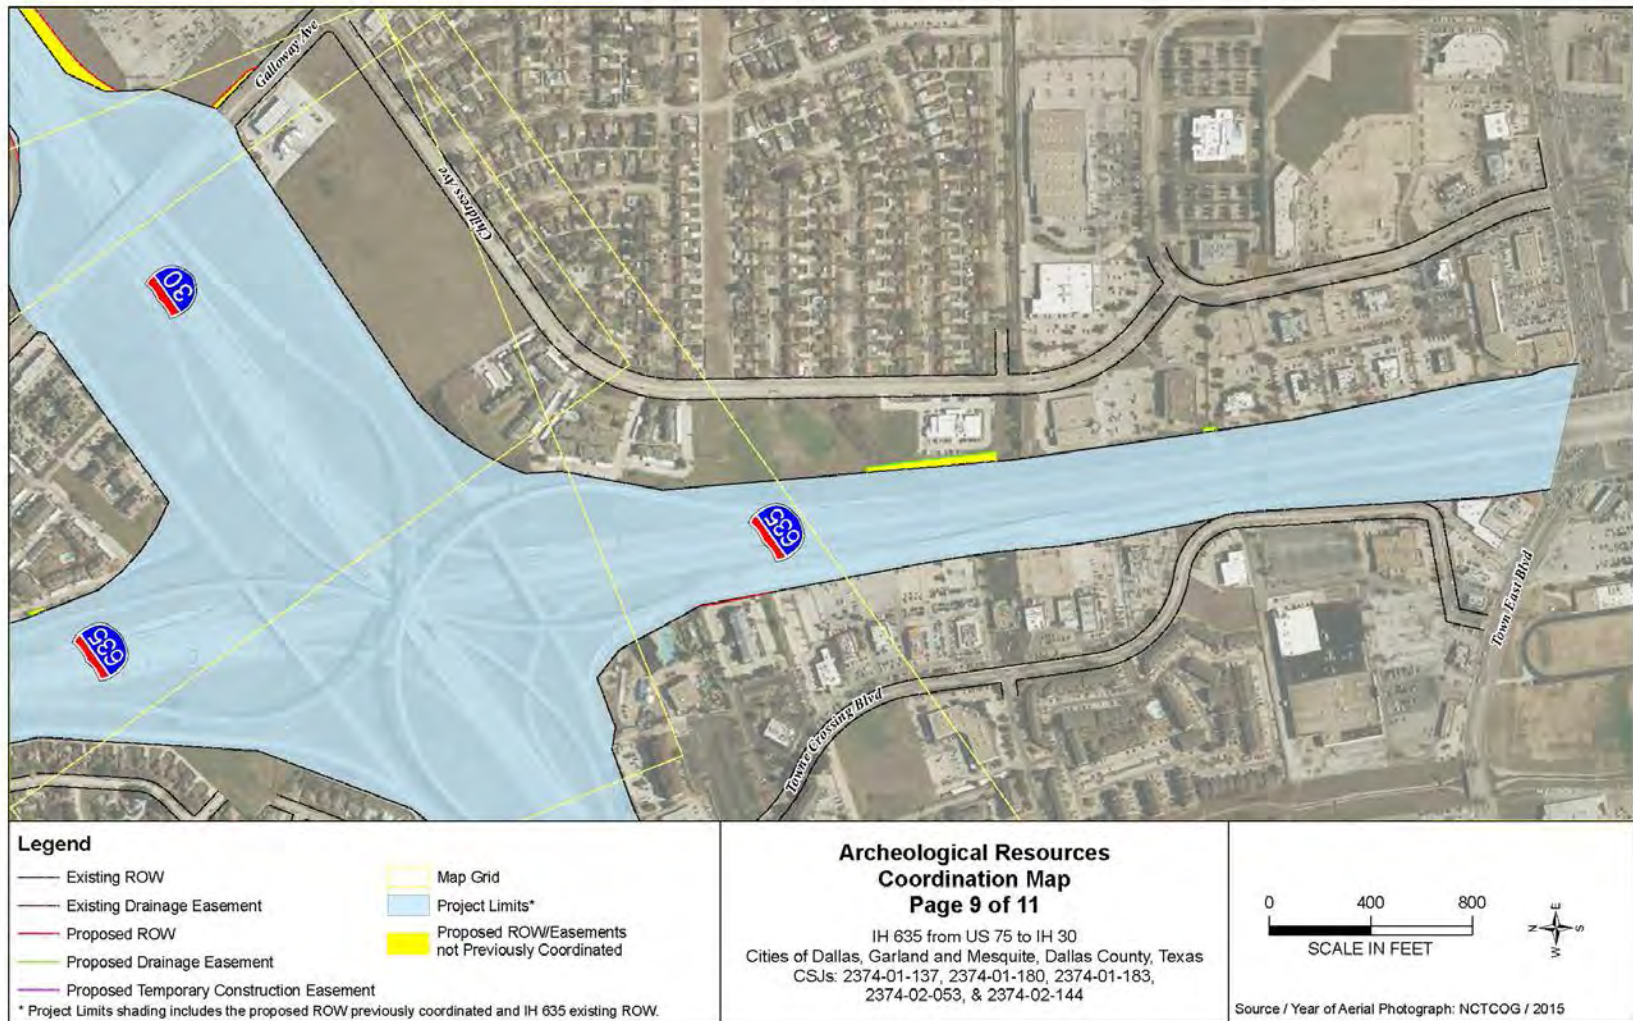 Galloway Ave
Childress Ave
30
635
635
Towne Crossing Blvd
Town East Blvd
Legend
Existing ROW
Existing Drainage Easement
Proposed ROW
Proposed Drainage Easement
Proposed Temporary Construction Easement
Map Grid
Project Limits*
Proposed ROW/Easements
not Previously Coordinated
* Project Limits shading includes the proposed ROW previously coordinated and IH 635 existing ROW.
Archeological Resources
Coordination Map
Page 9 of 11
IH 635 from US 75 to IH 30
Cities of Dallas, Garland and Mesquite, Dallas County, Texas
CSJs: 2374-01-137, 2374-01-180, 2374-01-183,
2374-02-053, & 2374-02-144
0 400 800
SCALE IN FEET
E
N S
W
Source / Year of Aerial Photograph: NCTCOG / 2015